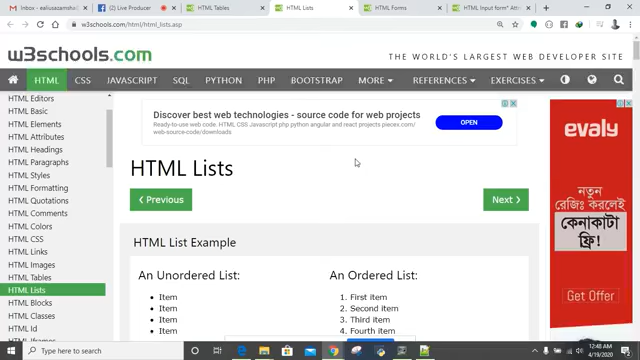 Inbox - ealiusacamsho
(2) Live Producer
HTML Tables
HTML Lists
HTML Forms
HTML Input form? Att
w3schools.com/html/html_lists.asp
w3schools.com
THE WORLD'S LARGEST WEB DEVELOPER SITE
HTML
CSS
JAVASCRIPT
SQL
PYTHON
PHP
BOOTSTRAP
MORE
REFERENCES
EXERCISES
HTML Editors
HTML Basic
HTML Elements
HTML Attributes
HTML Headings
HTML Paragraphs
HTML Styles
HTML Formatting
HTML Quotations
HTML Comments
HTML Colors
HTML CSS
HTML Links
HTML Images
HTML Tables
HTML Lists
HTML Blocks
HTML Classes
HTML Id
HTML Iframes
Discover best web technologies - source code for web projects
Ready-to-use web code. HTML CSS Javascript php python angular and react projects piecex.com/
web-source-code/downloads
OPEN
HTML Lists
❮ Previous
Next ❯
HTML List Example
An Unordered List:
• Item
• Item
• Item
• Item
An Ordered List:
1. First item
2. Second item
3. Third item
4. Fourth item
evaly
নতুন
রেজিঃ করলেই
কেনাকাটা
ফ্রি!
Get Offer
Type here to search
12:48 AM
4/19/2020